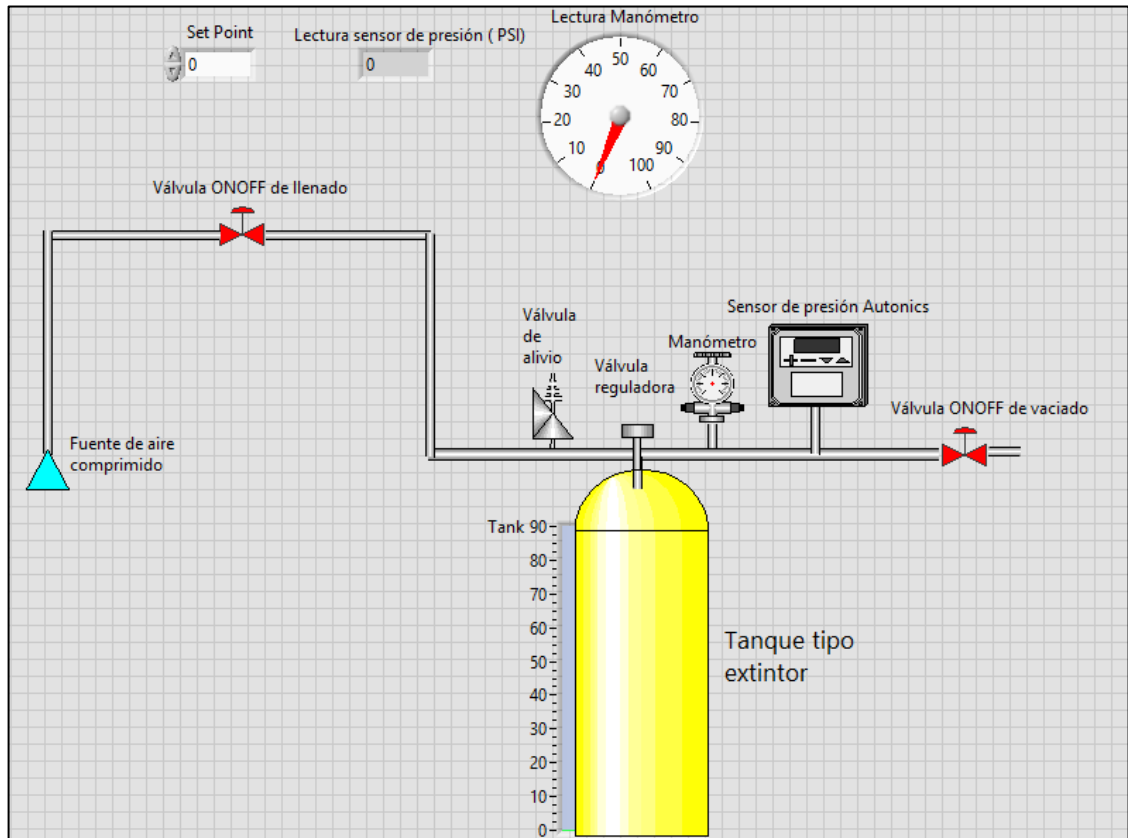 Lectura Manómetro
Set Point
0
Lectura sensor de presión ( PSI)
0
0
10
20
30
40
50
60
70
80
90
100
Válvula ONOFF de llenado
Sensor de presión Autonics
Válvula
de
alivio
Válvula
reguladora
Manómetro
Válvula ONOFF de vaciado
Fuente de aire
comprimido
Tank 90
80
70
60
50
40
30
20
10
0
Tanque tipo
extintor